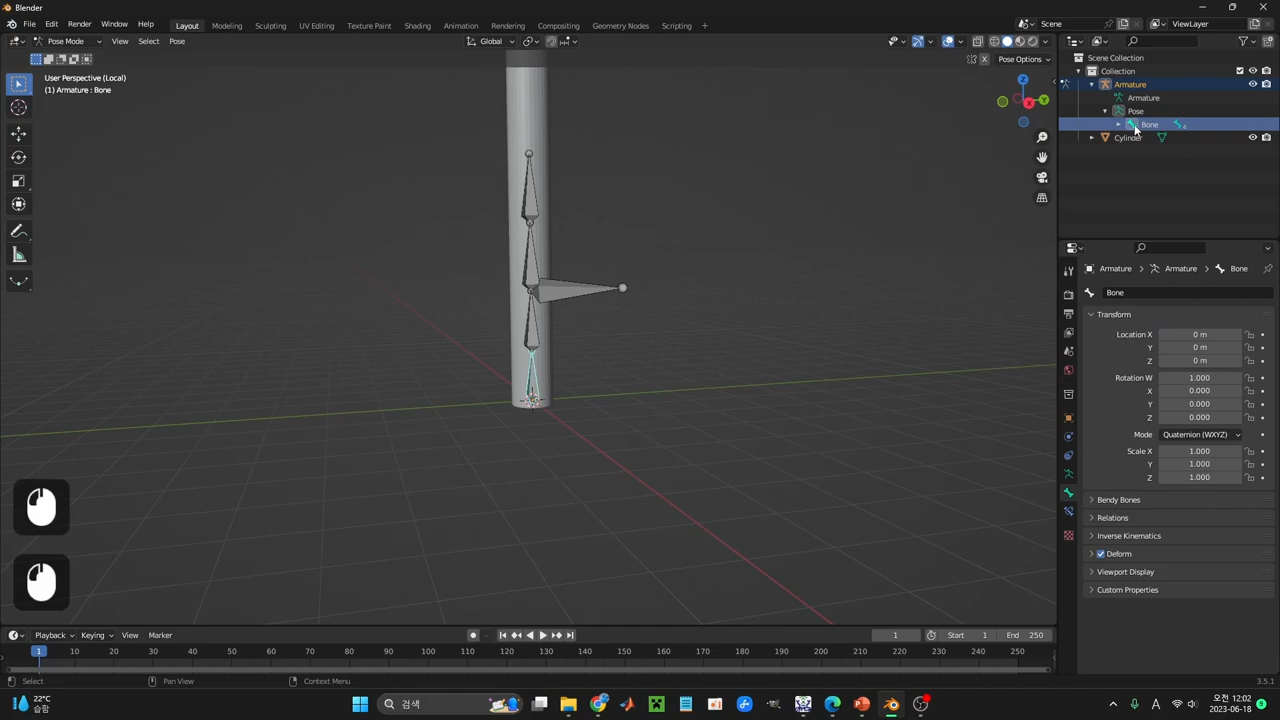 Blender
File Edit Render Window Help Layout Modeling Sculpting UV Editing Texture Paint Shading Animation Rendering Compositing Geometry Nodes Scripting + Scene ViewLayer
Pose Mode View Select Pose Global
X Pose Options
User Perspective (Local)
(1) Armature : Bone
Z
X
Y
Scene Collection
Collection
Armature
Armature
Pose
Bone
Cylinder
Armature Armature Bone
Bone
Transform
Location X 0 m
Y 0 m
Z 0 m
Rotation W 1.000
X 0.000
Y 0.000
Z 0.000
Mode Quaternion (WXYZ)
Scale X 1.000
Y 1.000
Z 1.000
Bendy Bones
Relations
Inverse Kinematics
Deform
Viewport Display
Custom Properties
Playback Keying View Marker 1 Start 1 End 250
1 10 20 30 40 50 60 70 80 90 100 110 120 130 140 150 160 170 180 190 200 210 220 230 240 250
Select Pan View Context Menu 3.5.1
22°C
습함
검색
A
오전 12:02
2023-06-18